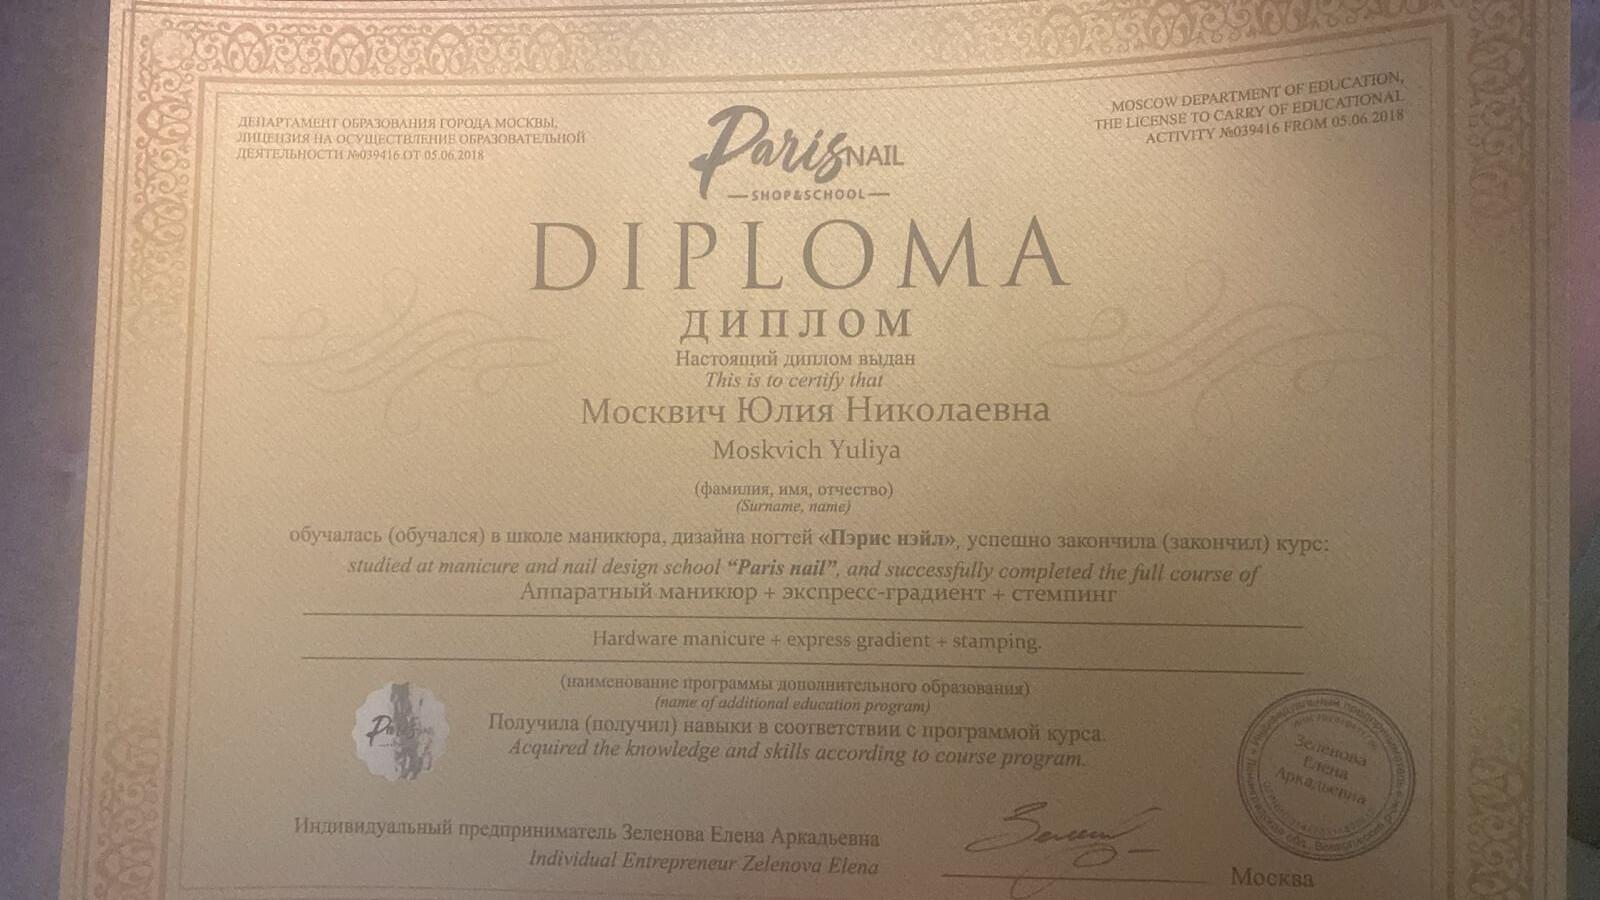 ДЕПАРТАМЕНТ ОБРАЗОВАНИЯ ГОРОДА МОСКВЫ,
ЛИЦЕНЗИЯ НА ОСУЩЕСТВЛЕНИЕ ОБРАЗОВАТЕЛЬНОЙ
ДЕЯТЕЛЬНОСТИ №039416 ОТ 05.06.2018
MOSCOW DEPARTMENT OF EDUCATION,
THE LICENSE TO CARRY OF EDUCATIONAL
ACTIVITY №039416 FROM 05.06.2018
Paris NAIL
SHOP&SCHOOL
DIPLOMA
ДИПЛОМ
Настоящий диплом выдан
This is to certify that
Москвич Юлия Николаевна
Moskvich Yuliya
(фамилия, имя, отчество)
(Surname, name)
обучалась (обучался) в школе маникюра, дизайна ногтей «Пэрис нэйл», успешно закончила (закончил) курс:
studied at manicure and nail design school “Paris nail”, and successfully completed the full course of
Аппаратный маникюр + экспресс-градиент + стемпинг
Hardware manicure + express gradient + stamping.
(наименование программы дополнительного образования)
(name of additional education program)
Получила (получил) навыки в соответствии с программой курса.
Acquired the knowledge and skills according to course program.
Paris
Индивидуальный предприниматель
Зеленова
Елена
Аркадьевна
Индивидуальный предприниматель Зеленова Елена Аркадьевна
Individual Entrepreneur Zelenova Elena
Москва